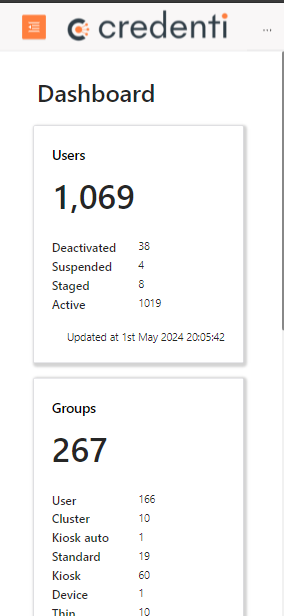 credenti
...
Dashboard
Users
1,069
Deactivated 38
Suspended 4
Staged 8
Active 1019
Updated at 1st May 2024 20:05:42
Groups
267
User 166
Cluster 10
Kiosk auto 1
Standard 19
Kiosk 60
Device 1
Thin 10